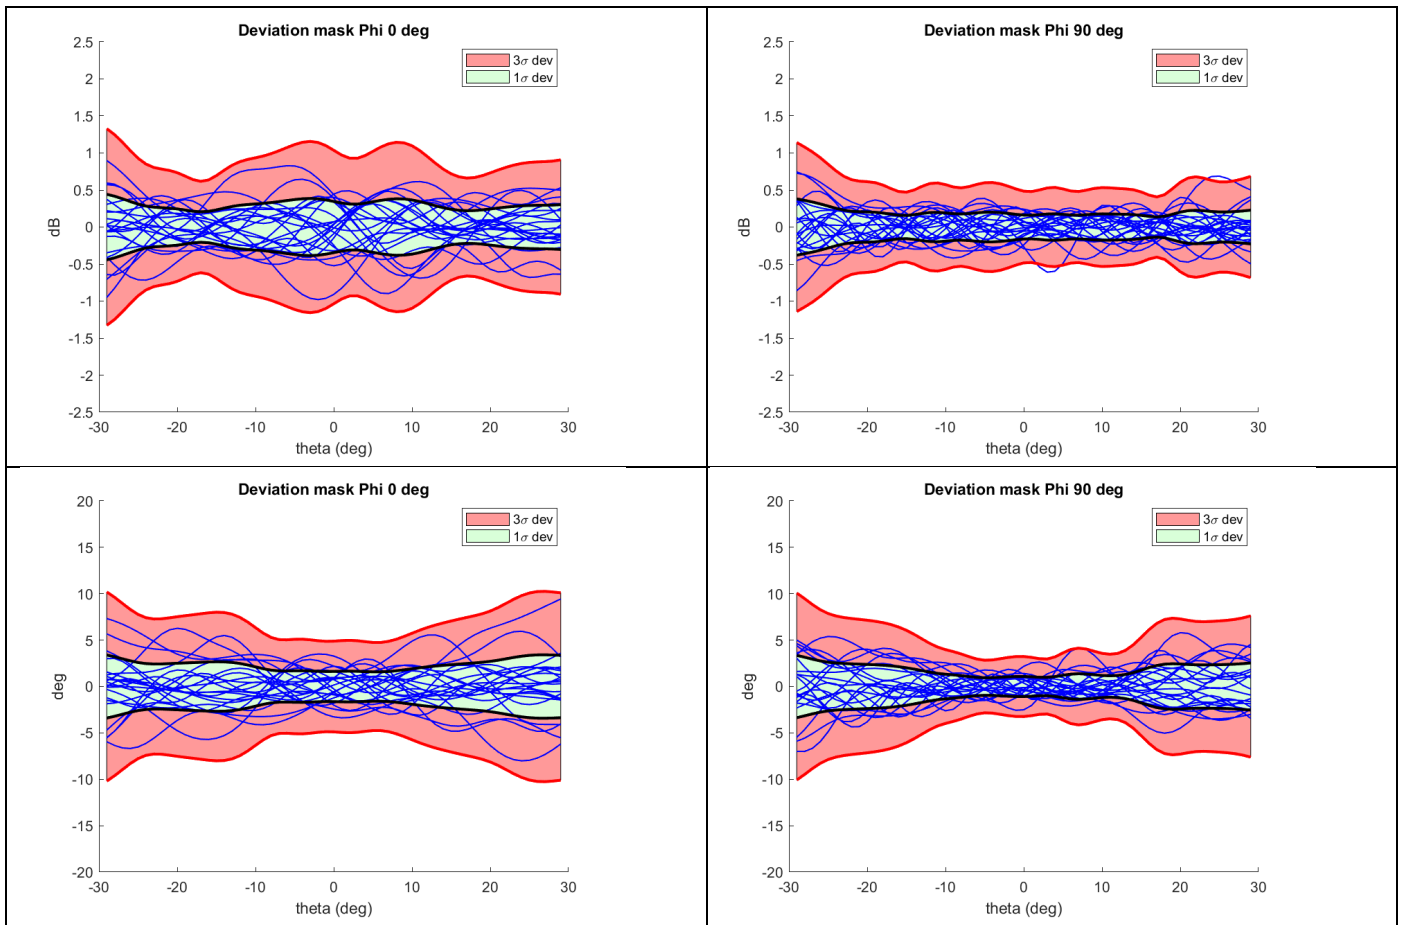 Deviation mask Phi 0 deg
3σ dev
1σ dev
2.5
2
1.5
1
0.5
0
-0.5
-1
-1.5
-2
-2.5
dB
-30 -20 -10 0 10 20 30
theta (deg)
Deviation mask Phi 90 deg
3σ dev
1σ dev
2.5
2
1.5
1
0.5
0
-0.5
-1
-1.5
-2
-2.5
dB
-30 -20 -10 0 10 20 30
theta (deg)
Deviation mask Phi 0 deg
3σ dev
1σ dev
20
15
10
5
0
-5
-10
-15
-20
deg
-30 -20 -10 0 10 20 30
theta (deg)
Deviation mask Phi 90 deg
3σ dev
1σ dev
20
15
10
5
0
-5
-10
-15
-20
deg
-30 -20 -10 0 10 20 30
theta (deg)